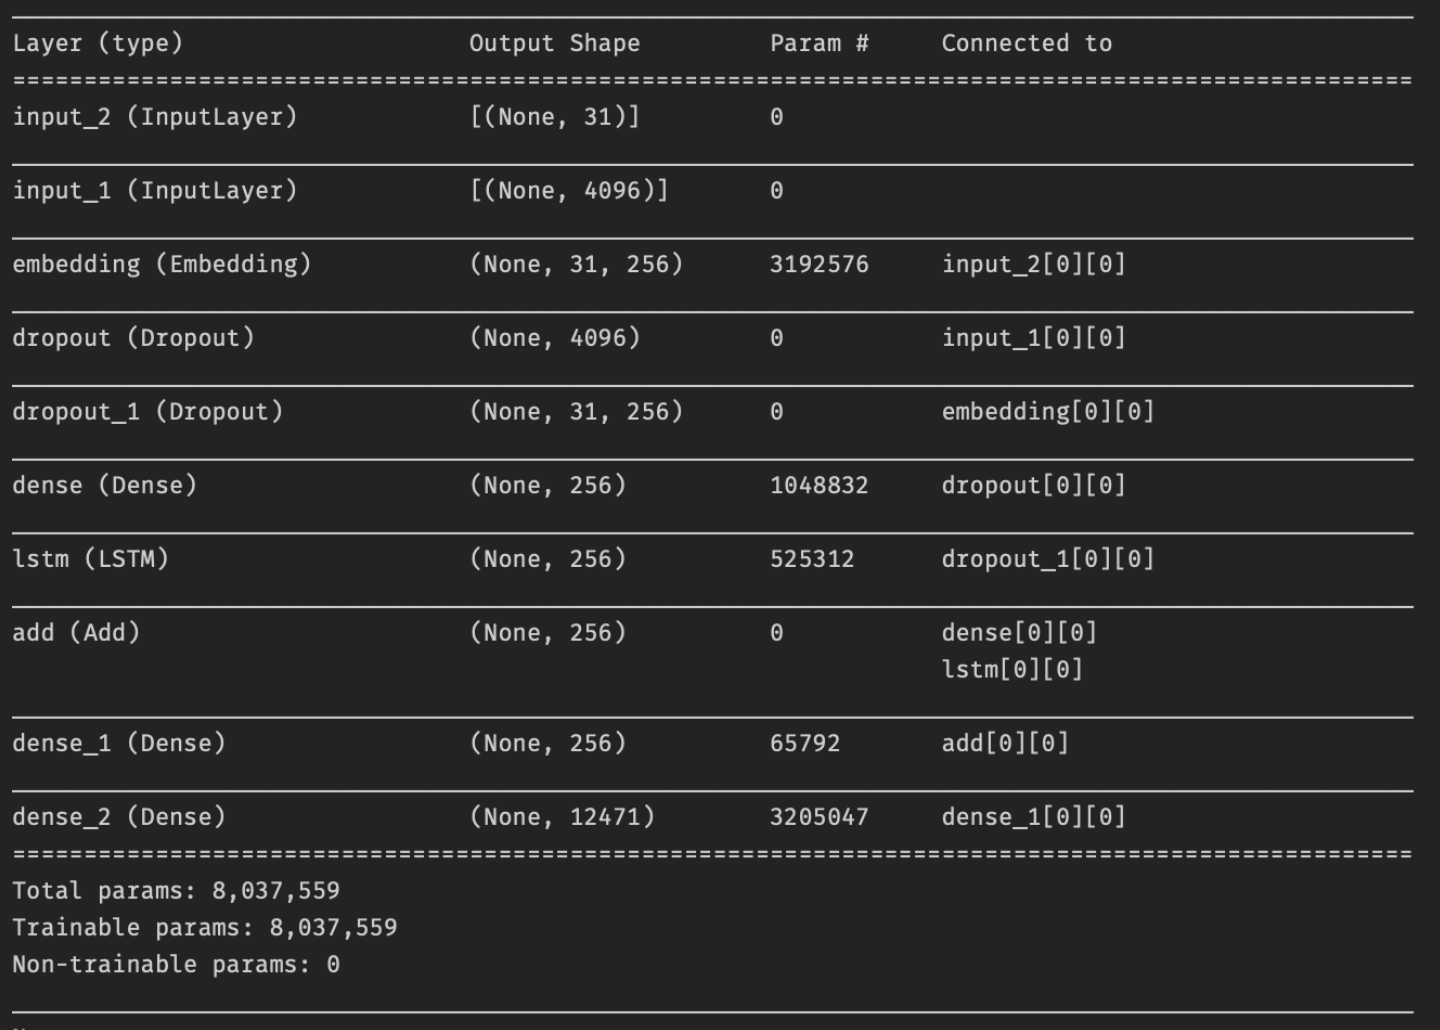 Layer (type) Output Shape Param # Connected to
==================================================================================================
input_2 (InputLayer) [(None, 31)] 0
input_1 (InputLayer) [(None, 4096)] 0
embedding (Embedding) (None, 31, 256) 3192576 input_2[0][0]
dropout (Dropout) (None, 4096) 0 input_1[0][0]
dropout_1 (Dropout) (None, 31, 256) 0 embedding[0][0]
dense (Dense) (None, 256) 1048832 dropout[0][0]
lstm (LSTM) (None, 256) 525312 dropout_1[0][0]
add (Add) (None, 256) 0 dense[0][0]
lstm[0][0]
dense_1 (Dense) (None, 256) 65792 add[0][0]
dense_2 (Dense) (None, 12471) 3205047 dense_1[0][0]
==================================================================================================
Total params: 8,037,559
Trainable params: 8,037,559
Non-trainable params: 0